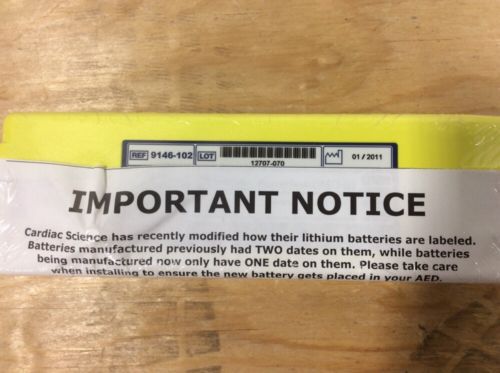 REF 9146-102 LOT 12707-070 01 / 2011
IMPORTANT NOTICE
Cardiac Science has recently modified how their lithium batteries are labeled.
Batteries manufactured previously had TWO dates on them, while batteries
being manufactured now only have ONE date on them. Please take care
when installing to ensure the new battery gets placed in your AED.